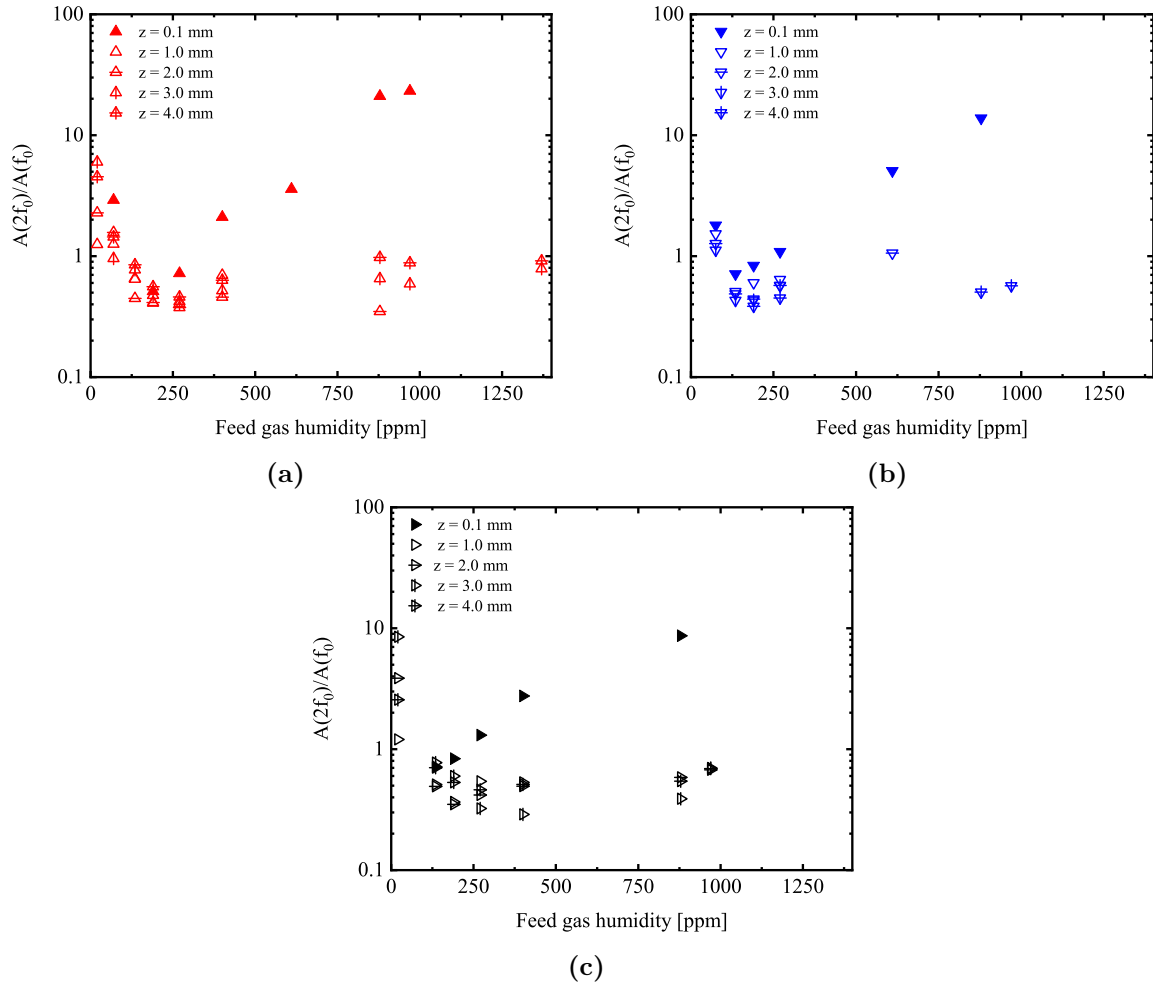 100
10
1
0.1
A(2f₀)/A(f₀)
z = 0.1 mm
z = 1.0 mm
z = 2.0 mm
z = 3.0 mm
z = 4.0 mm
0 250 500 750 1000 1250
Feed gas humidity [ppm]
(a)
100
10
1
0.1
A(2f₀)/A(f₀)
z = 0.1 mm
z = 1.0 mm
z = 2.0 mm
z = 3.0 mm
z = 4.0 mm
0 250 500 750 1000 1250
Feed gas humidity [ppm]
(b)
100
10
1
0.1
A(2f₀)/A(f₀)
z = 0.1 mm
z = 1.0 mm
z = 2.0 mm
z = 3.0 mm
z = 4.0 mm
0 250 500 750 1000 1250
Feed gas humidity [ppm]
(c)